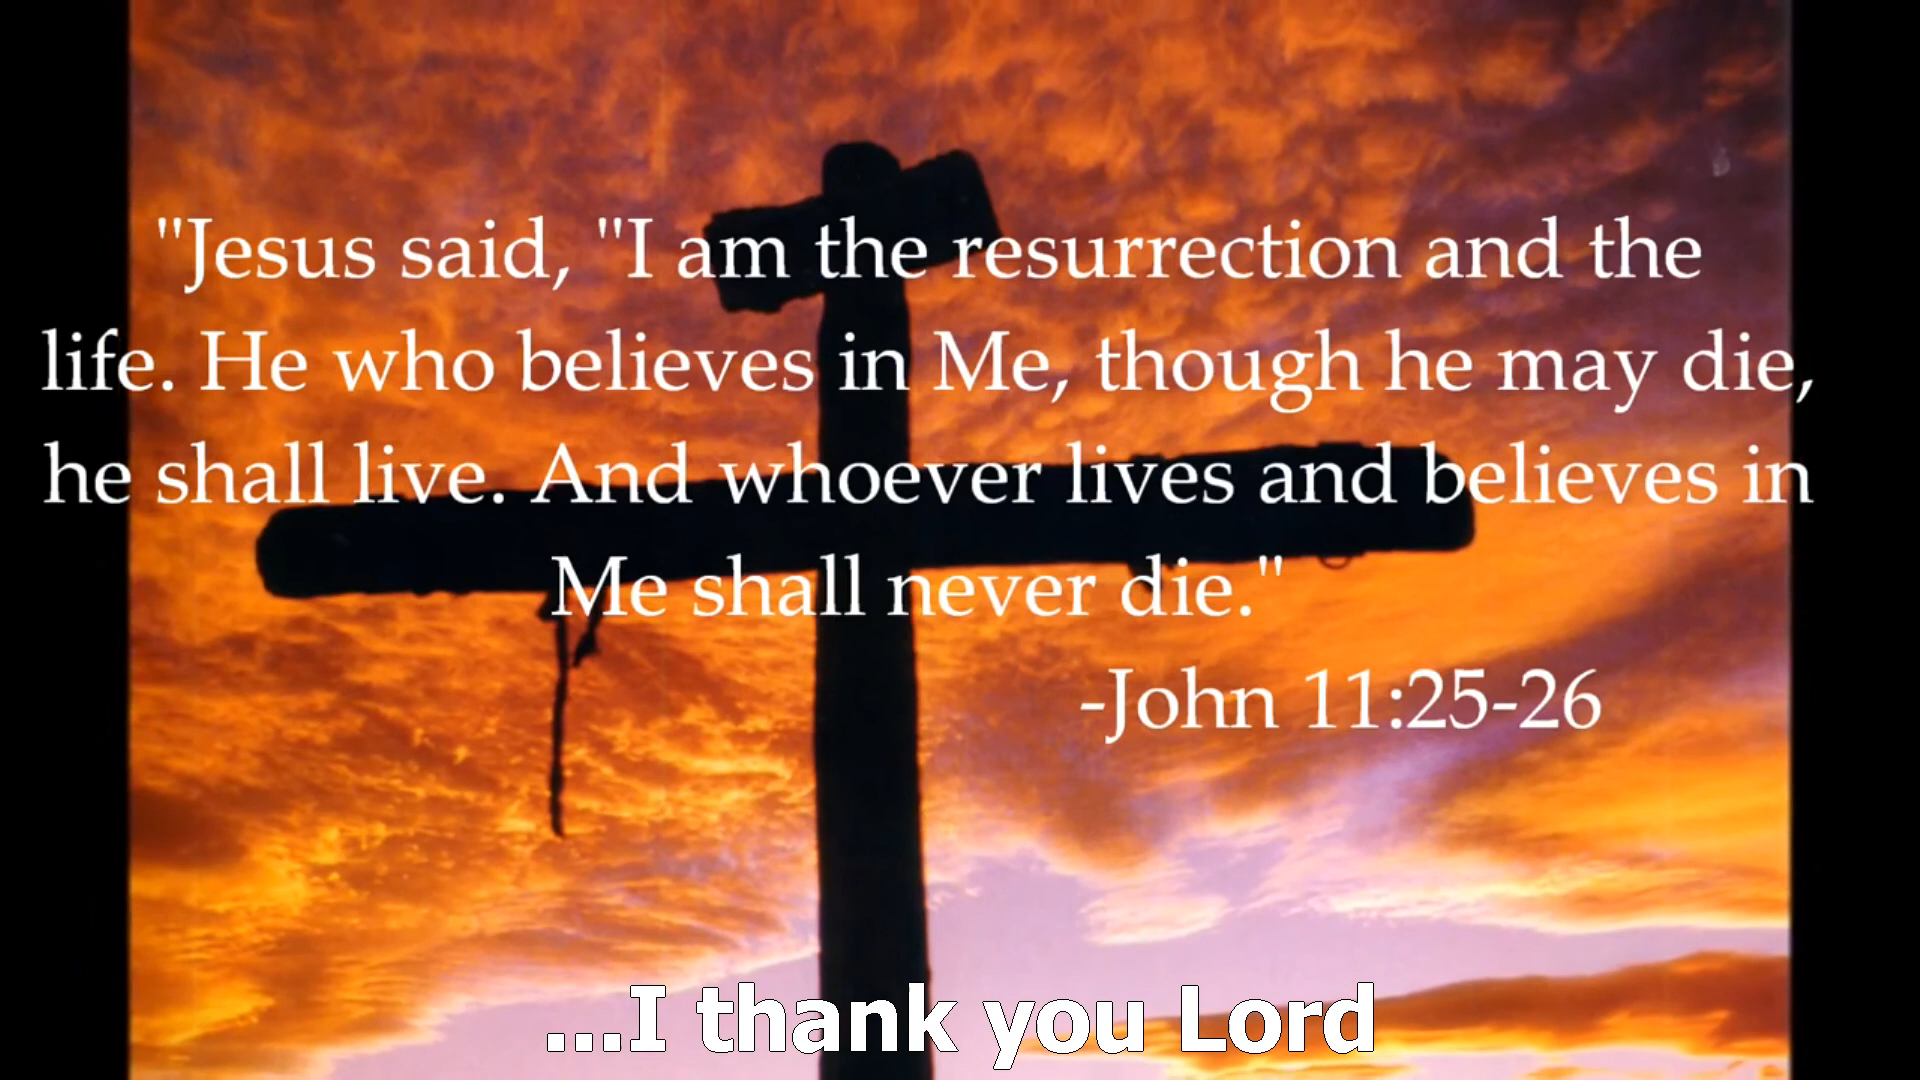 "Jesus said, "I am the resurrection and the
life. He who believes in Me, though he may die,
he shall live. And whoever lives and believes in
Me shall never die."
-John 11:25-26
...I thank you Lord